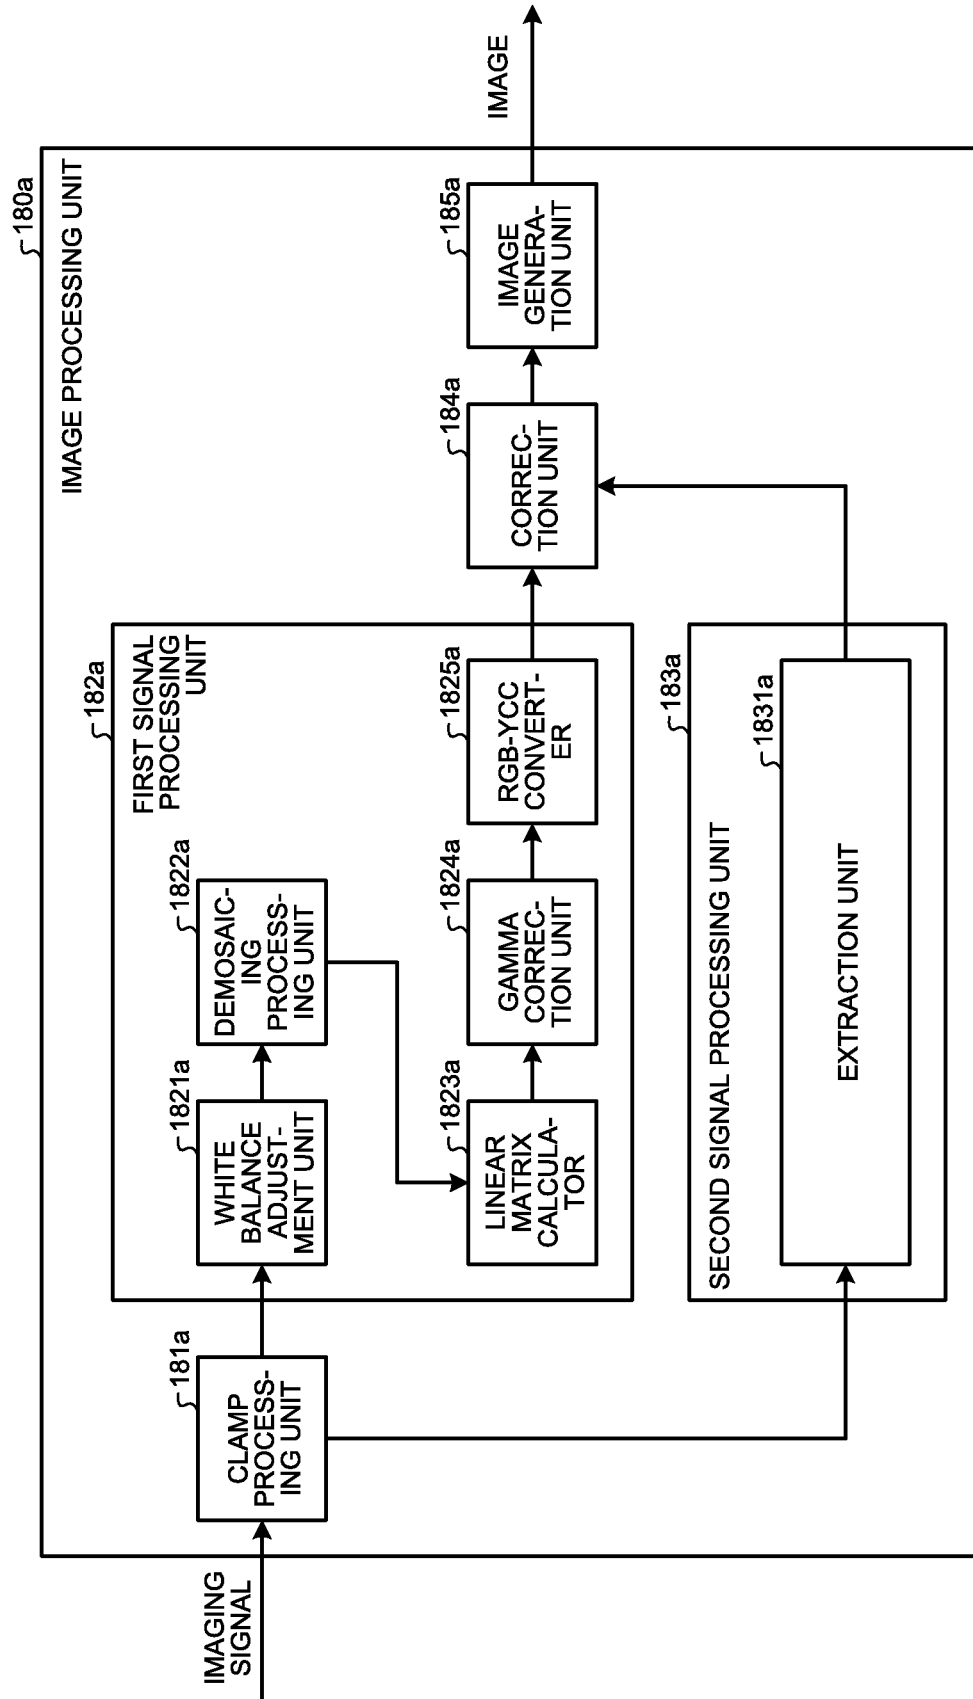 180a
IMAGE PROCESSING UNIT
IMAGING
SIGNAL
181a
CLAMP
PROCESS-
ING UNIT
182a
FIRST SIGNAL
PROCESSING
UNIT
1821a
WHITE
BALANCE
ADJUST-
MENT UNIT
1822a
DEMOSAIC-
ING
PROCESS-
ING UNIT
1823a
LINEAR
MATRIX
CALCULA-
TOR
1824a
GAMMA
CORREC-
TION UNIT
1825a
RGB-YCC
CONVERT-
ER
184a
CORREC-
TION UNIT
185a
IMAGE
GENERA-
TION UNIT
IMAGE
183a
SECOND SIGNAL PROCESSING UNIT
1831a
EXTRACTION UNIT